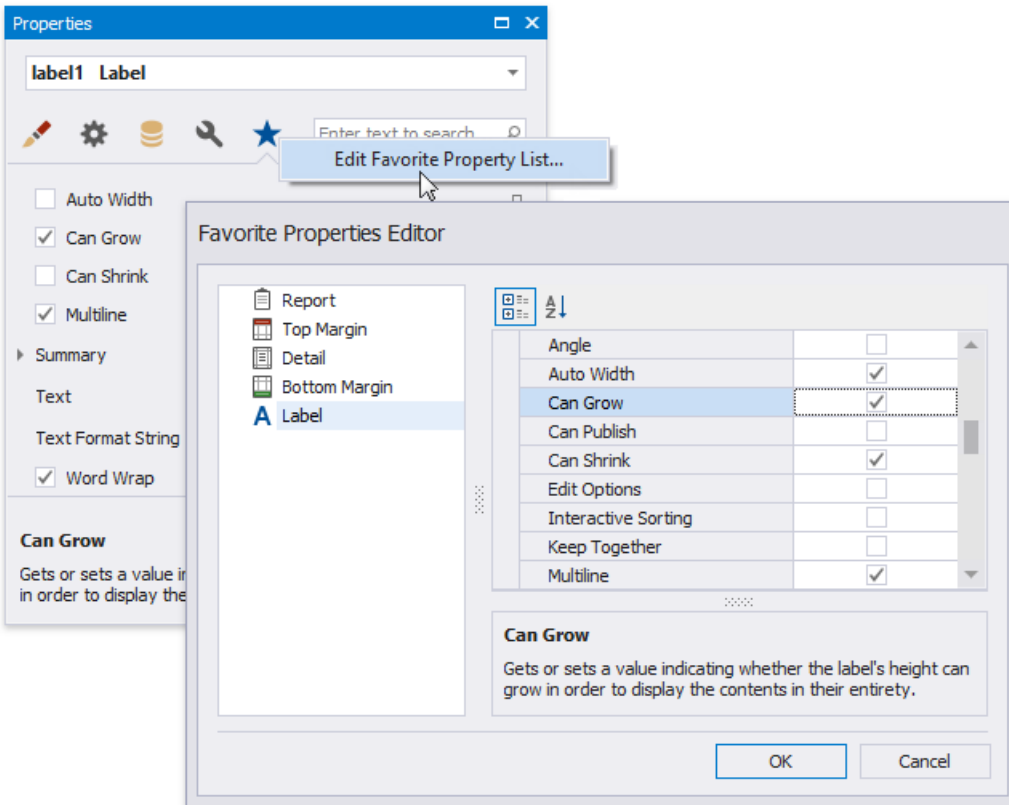 Properties
label1 Label
Enter text to search
Edit Favorite Property List...
Auto Width
Can Grow
Can Shrink
Multiline
Summary
Text
Text Format String
Word Wrap
Can Grow
Gets or sets a value
in order to display the
Favorite Properties Editor
Report
Top Margin
Detail
Bottom Margin
A Label
A
Z
Angle
Auto Width
Can Grow
Can Publish
Can Shrink
Edit Options
Interactive Sorting
Keep Together
Multiline
Can Grow
Gets or sets a value indicating whether the label's height can
grow in order to display the contents in their entirety.
OK
Cancel